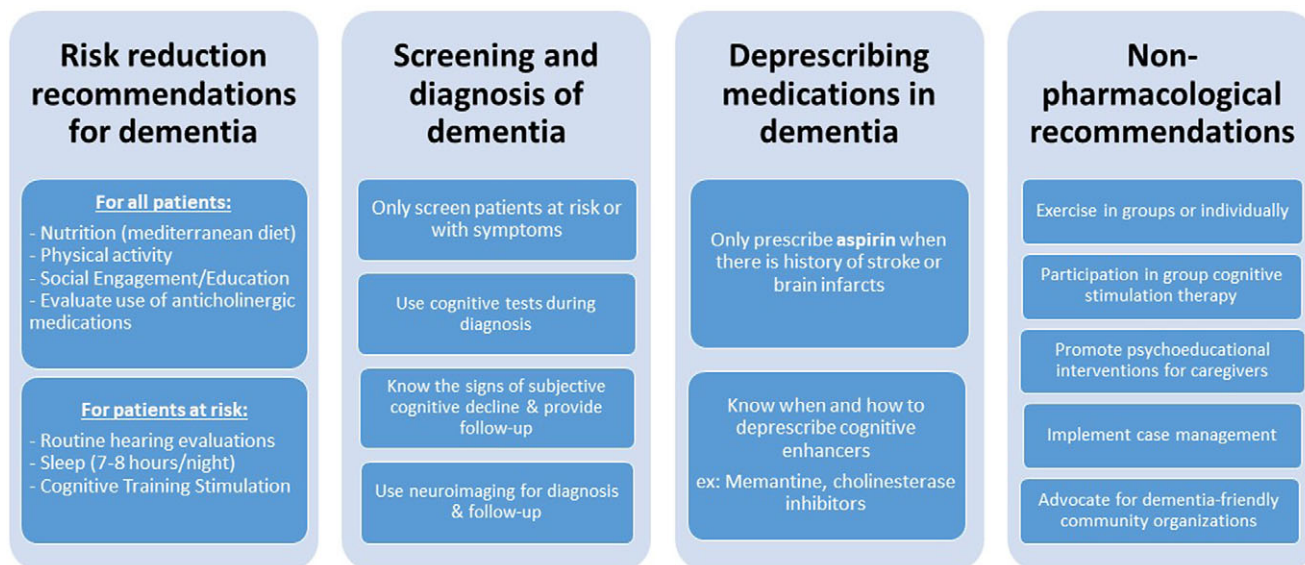 Risk reduction
recommendations
for dementia
For all patients:
- Nutrition (mediterranean diet)
- Physical activity
- Social Engagement/Education
- Evaluate use of anticholinergic
medications
For patients at risk:
- Routine hearing evaluations
- Sleep (7-8 hours/night)
- Cognitive Training Stimulation
Screening and
diagnosis of
dementia
Only screen patients at risk or
with symptoms
Use cognitive tests during
diagnosis
Know the signs of subjective
cognitive decline & provide
follow-up
Use neuroimaging for diagnosis
& follow-up
Deprescribing
medications in
dementia
Only prescribe aspirin when
there is history of stroke or
brain infarcts
Know when and how to
deprescribe cognitive
enhancers
ex: Memantine, cholinesterase
inhibitors
Non-
pharmacological
recommendations
Exercise in groups or individually
Participation in group cognitive
stimulation therapy
Promote psychoeducational
interventions for caregivers
Implement case management
Advocate for dementia-friendly
community organizations